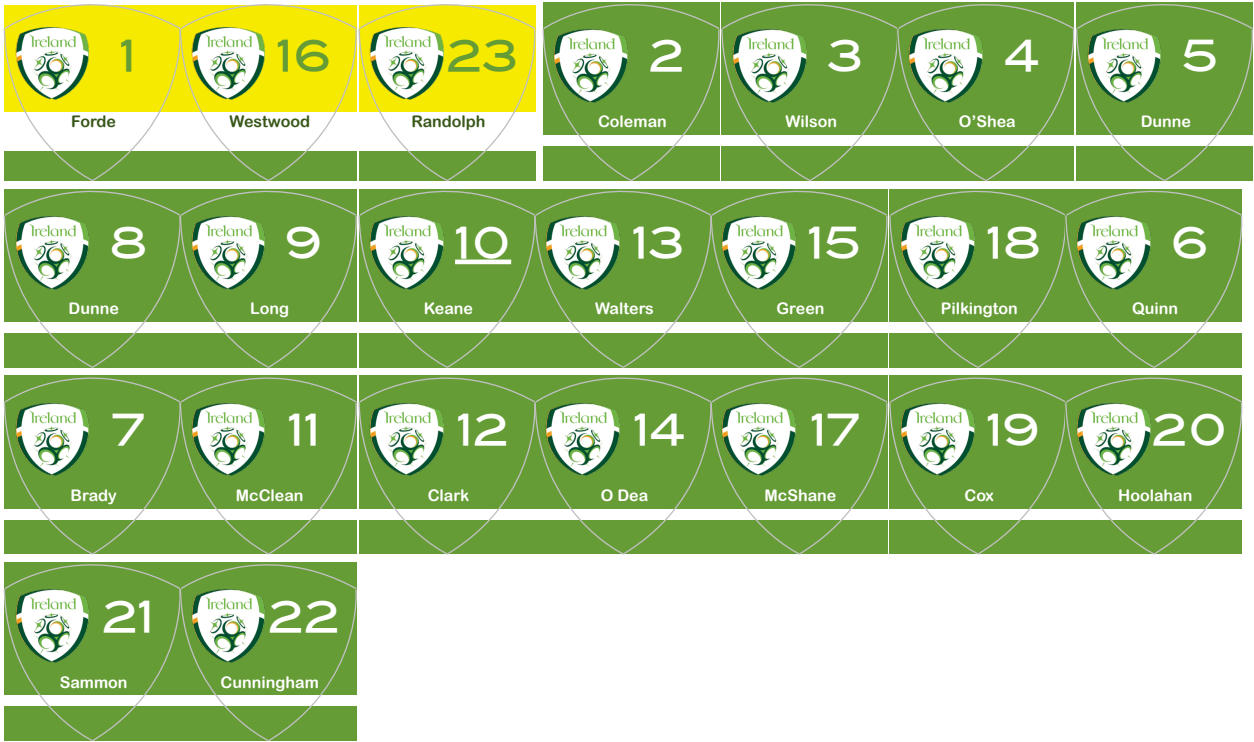 Ireland 1 Ireland 16 Ireland 23 Ireland 2 Ireland 3 Ireland 4 Ireland 5
Forde Westwood Randolph Coleman Wilson O'Shea Dunne
Ireland 8 Ireland 9 Ireland 10 Ireland 13 Ireland 15 Ireland 18 Ireland 6
Dunne Long Keane Walters Green Pilkington Quinn
Ireland 7 Ireland 11 Ireland 12 Ireland 14 Ireland 17 Ireland 19 Ireland 20
Brady McClean Clark O Dea McShane Cox Hoolahan
Ireland 21 Ireland 22
Sammon Cunningham